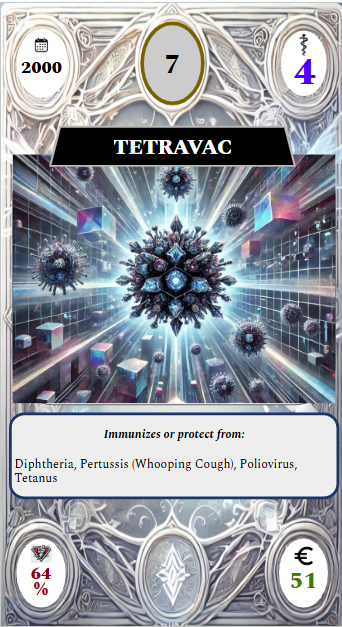 2000
7
4
TETRAVAC
Immunizes or protect from:
Diphtheria, Pertussis (Whooping Cough), Poliovirus,
Tetanus
64
%
€
51